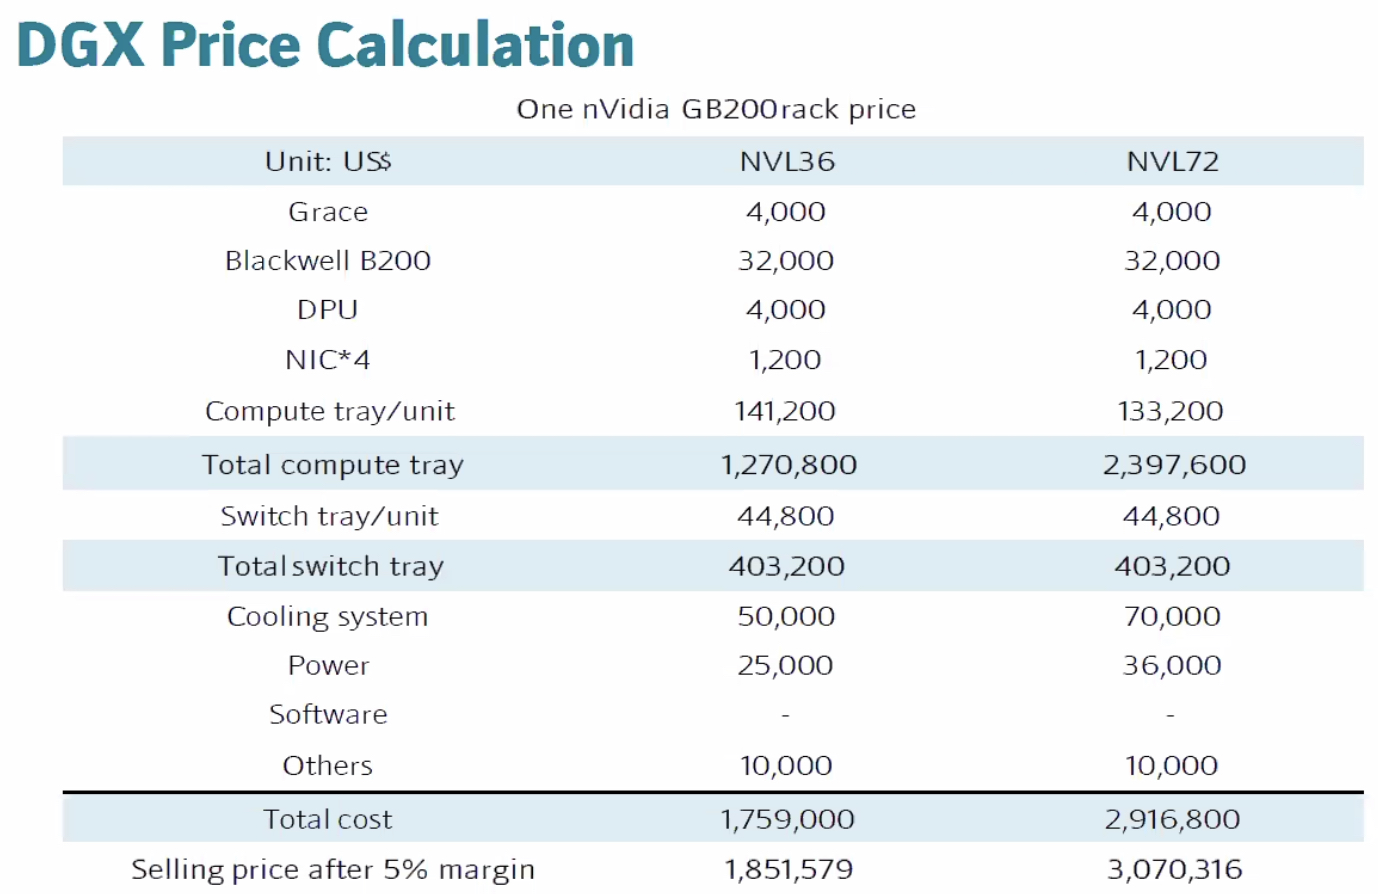 DGX Price Calculation
One nVidia GB200 rack price
Unit: US$ NVL36 NVL72
Grace 4,000 4,000
Blackwell B200 32,000 32,000
DPU 4,000 4,000
NIC*4 1,200 1,200
Compute tray/unit 141,200 133,200
Total compute tray 1,270,800 2,397,600
Switch tray/unit 44,800 44,800
Total switch tray 403,200 403,200
Cooling system 50,000 70,000
Power 25,000 36,000
Software - -
Others 10,000 10,000
Total cost 1,759,000 2,916,800
Selling price after 5% margin 1,851,579 3,070,316